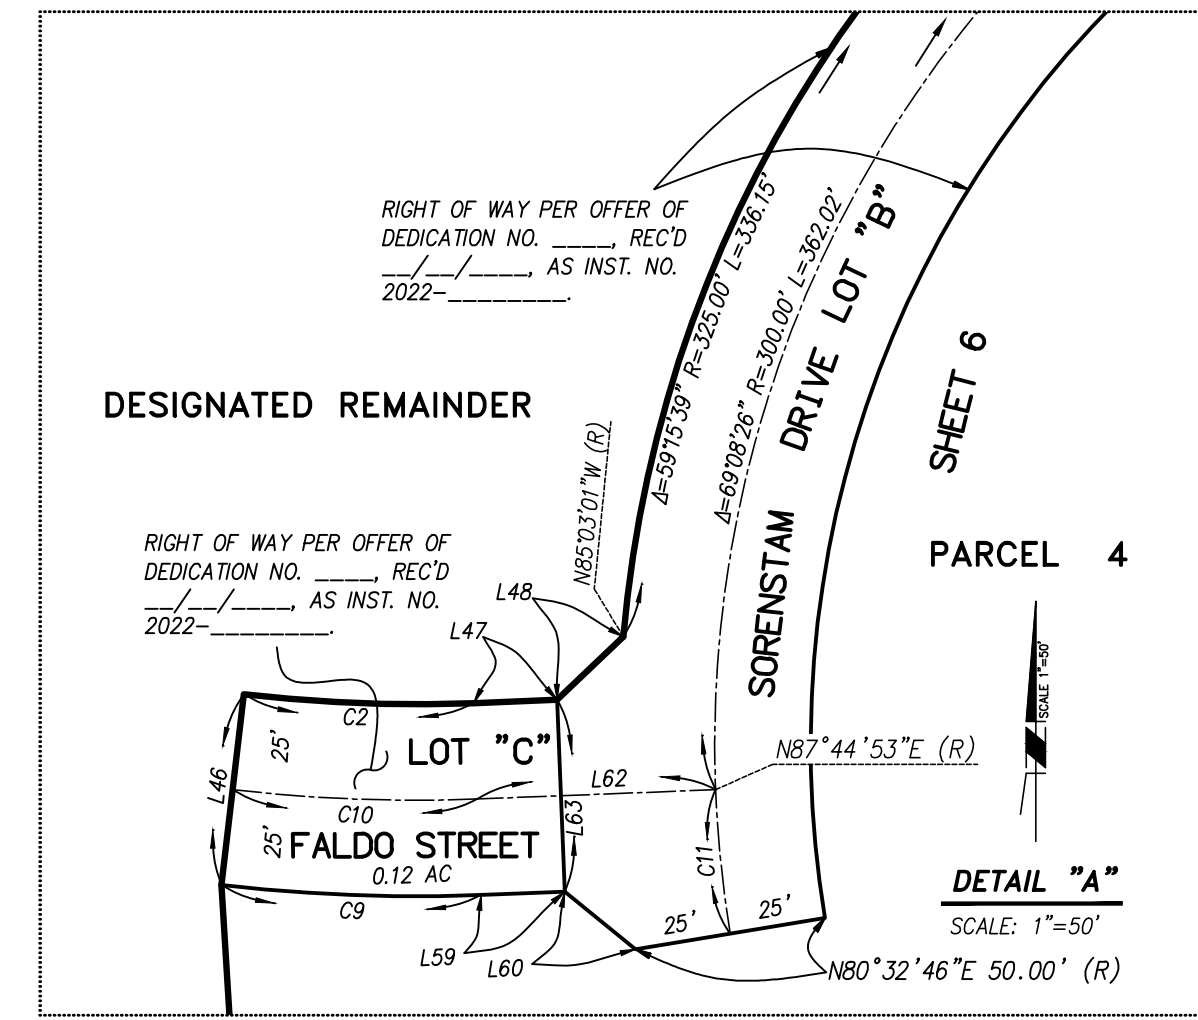 RIGHT OF WAY PER OFFER OF
DEDICATION NO. ____, REC'D
__/__/____, AS INST. NO.
2022-________.
Δ=59°15'39" R=325.00' L=336.15'
Δ=69°08'26" R=300.00' L=362.02'
SORENSTAM DRIVE LOT "B"
SHEET 6
DESIGNATED REMAINDER
N85°03'01"W (R)
PARCEL 4
RIGHT OF WAY PER OFFER OF
DEDICATION NO. ____, REC'D
__/__/____, AS INST. NO.
2022-________.
L48
L47
SCALE 1"=50'
C2
25'
LOT "C"
N87°44'53"E (R)
L46
L62
C10
L63
25'
FALDO STREET
0.12 AC
C11
C9
25'
25'
DETAIL "A"
SCALE: 1"=50'
L59
L60
N80°32'46"E 50.00' (R)